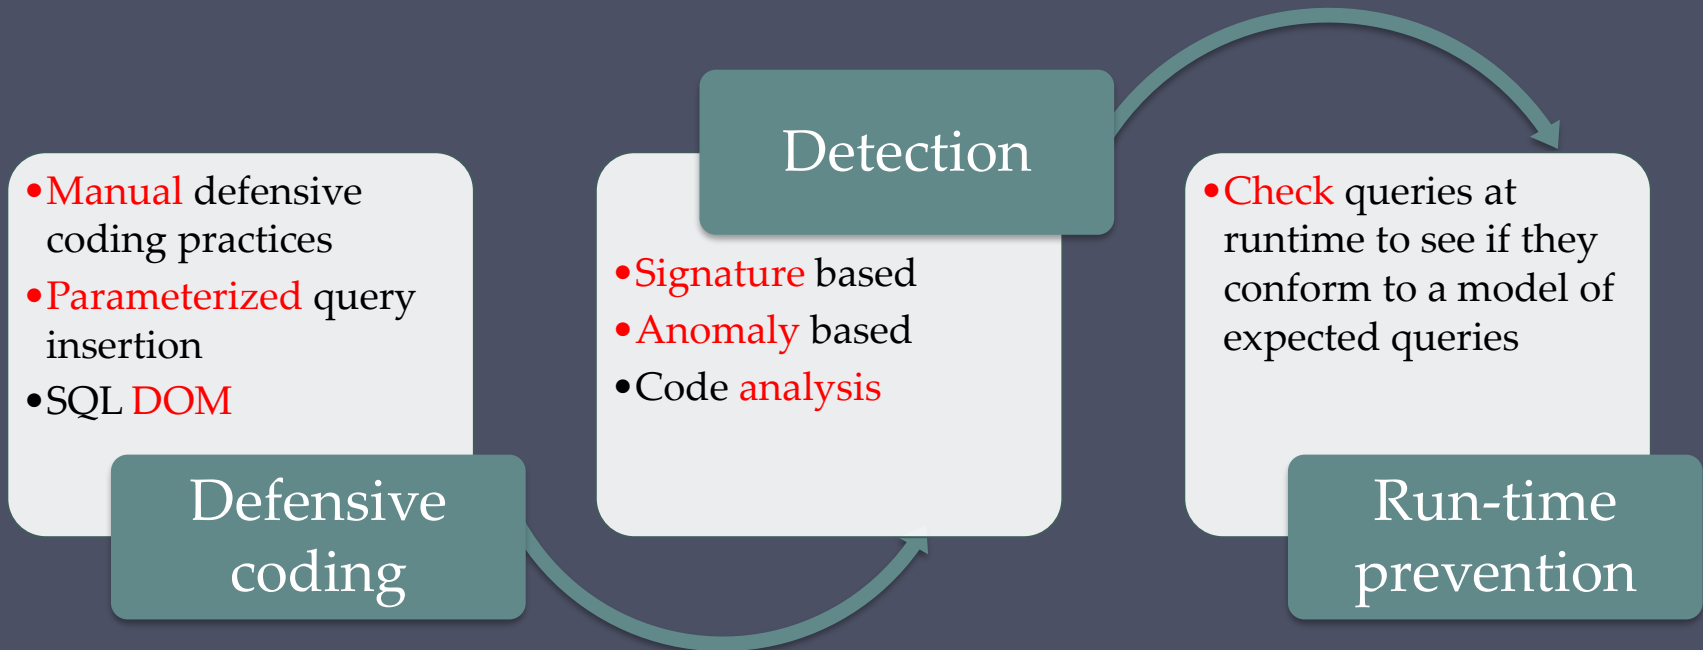 •Manual defensive
coding practices
•Parameterized query
insertion
•SQL DOM
Defensive
coding
Detection
•Signature based
•Anomaly based
•Code analysis
•Check queries at
runtime to see if they
conform to a model of
expected queries
Run-time
prevention